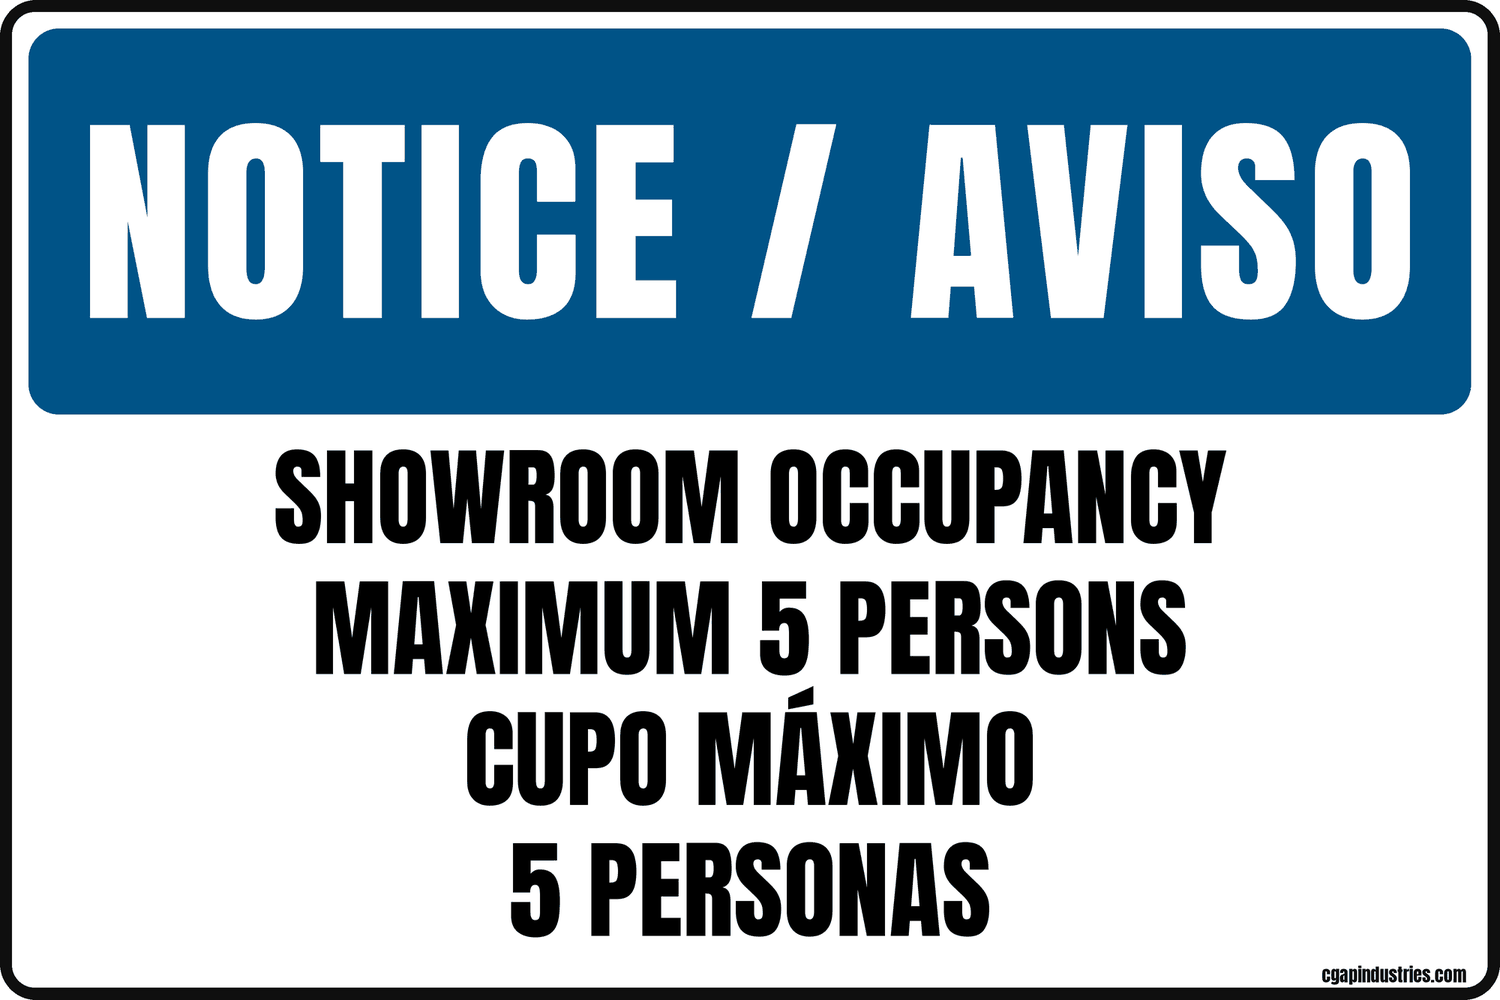 NOTICE / AVISO
SHOWROOM OCCUPANCY
MAXIMUM 5 PERSONS
CUPO MÁXIMO
5 PERSONAS
cgapindustries.com